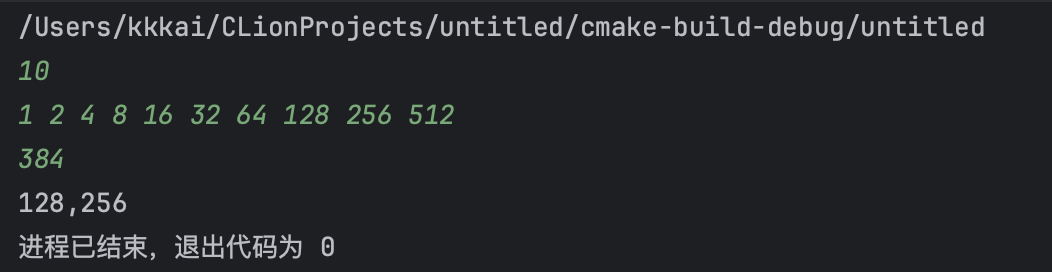 /Users/kkkai/CLionProjects/untitled/cmake-build-debug/untitled
10
1 2 4 8 16 32 64 128 256 512
384
128,256
进程已结束，退出代码为 0